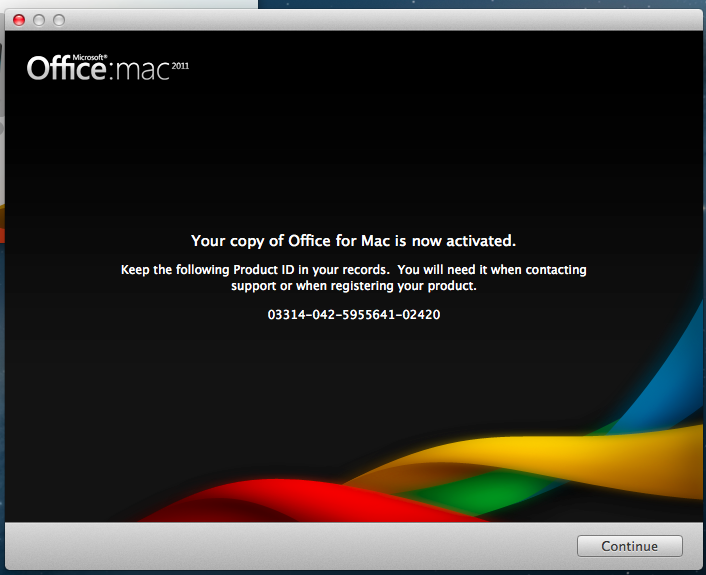 Microsoft®
Office:mac 2011
Your copy of Office for Mac is now activated.
Keep the following Product ID in your records.  You will need it when contacting
support or when registering your product.
03314-042-5955641-02420
Continue